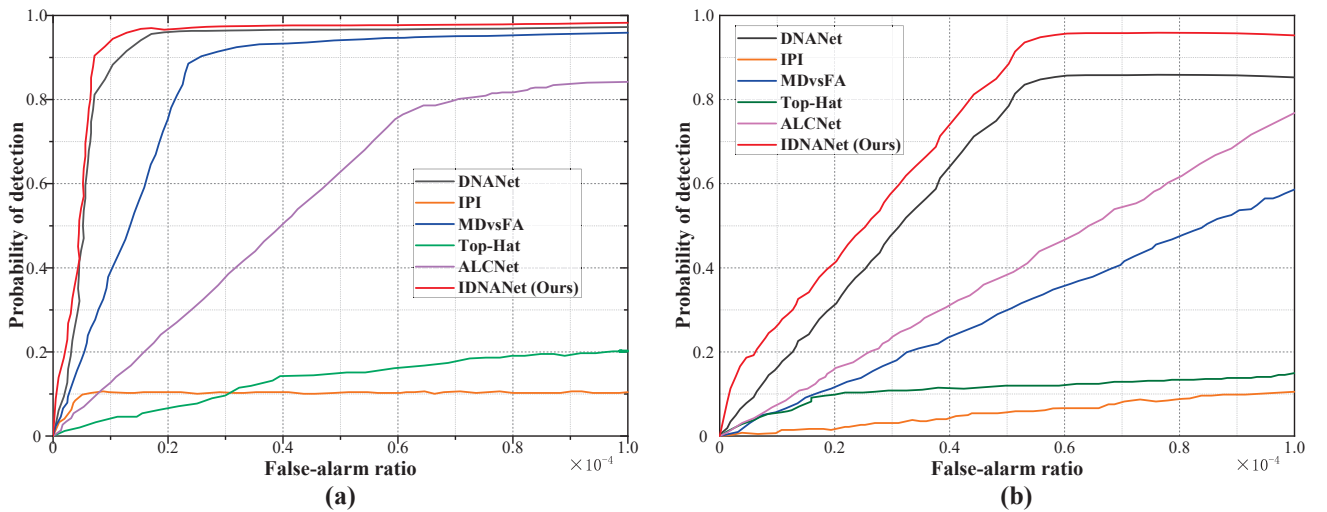 1.0
0.8
0.6
0.4
0.2
0
0
0.2
0.4
0.6
0.8
1.0
Probability of detection
False-alarm ratio
×10⁻⁴
DNANet
IPI
MDvsFA
Top-Hat
ALCNet
IDNANet (Ours)
(a)
1.0
0.8
0.6
0.4
0.2
0
0
0.2
0.4
0.6
0.8
1.0
Probability of detection
False-alarm ratio
×10⁻⁴
DNANet
IPI
MDvsFA
Top-Hat
ALCNet
IDNANet (Ours)
(b)